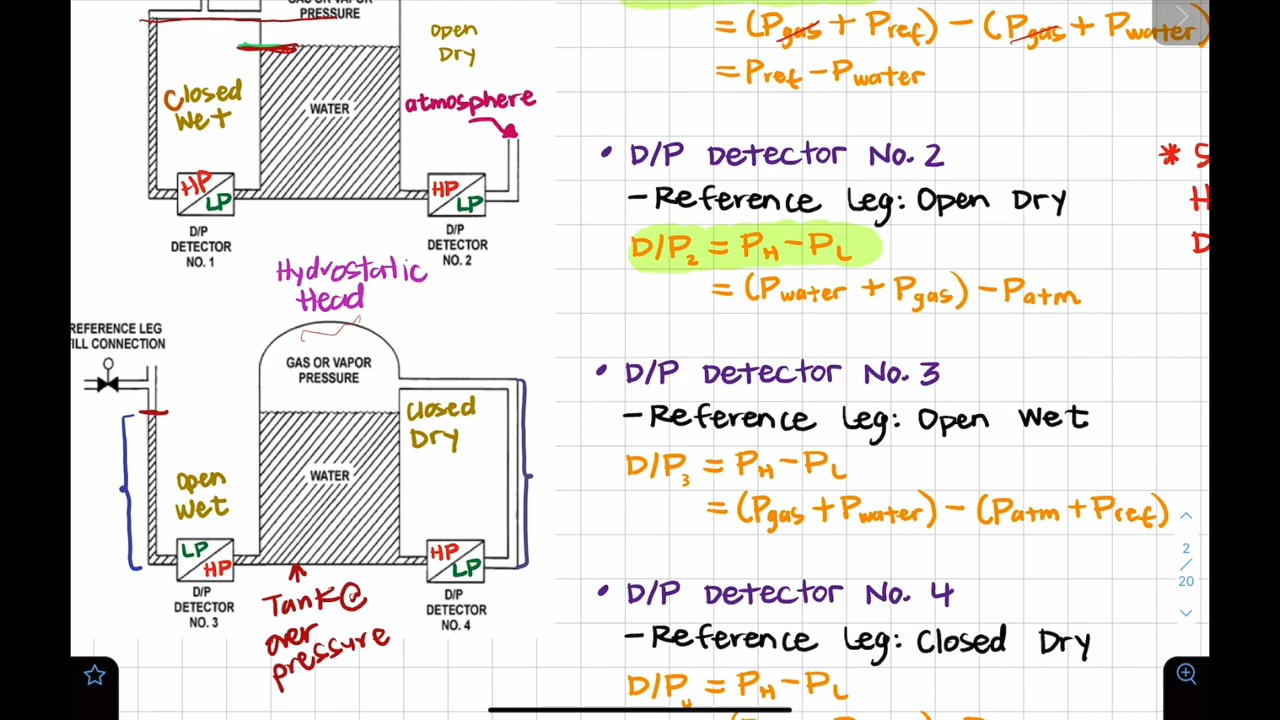 GAS OR VAPOR
PRESSURE
Open
Dry
Closed
Wet
WATER
atmosphere
HP
LP
HP
LP
D/P
DETECTOR
NO. 1
D/P
DETECTOR
NO. 2
Hydrostatic
Head
REFERENCE LEG
FILL CONNECTION
GAS OR VAPOR
PRESSURE
Closed
Dry
Open
Wet
WATER
LP
HP
HP
LP
D/P
DETECTOR
NO. 3
Tank @
over
pressure
D/P
DETECTOR
NO. 4
= (Pgas + Pref) - (Pgas + Pwater)
= Pref - Pwater
• D/P Detector No. 2
- Reference Leg: Open Dry
D/P₂ = PH - PL
= (Pwater + Pgas) - Patm
• D/P Detector No. 3
- Reference Leg: Open Wet
D/P₃ = PH - PL
= (Pgas + Pwater) - (Patm + Pref)
• D/P Detector No. 4
- Reference Leg: Closed Dry
D/P₄ = PH - PL
* S
H
D
2
/
20